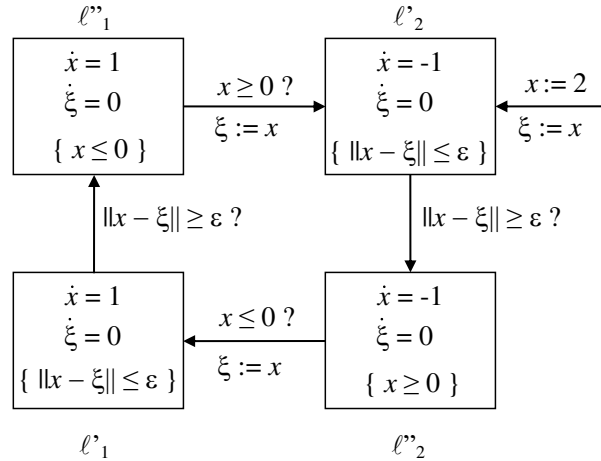 ℓ”₁
ẋ = 1
ξ̇ = 0
{ x ≤ 0 }
x ≥ 0 ?
ξ := x
ℓ’₂
ẋ = -1
ξ̇ = 0
{ ||x – ξ|| ≤ ε }
x := 2
ξ := x
||x – ξ|| ≥ ε ?
||x – ξ|| ≥ ε ?
ẋ = 1
ξ̇ = 0
{ ||x – ξ|| ≤ ε }
ℓ’₁
x ≤ 0 ?
ξ := x
ẋ = -1
ξ̇ = 0
{ x ≥ 0 }
ℓ”₂